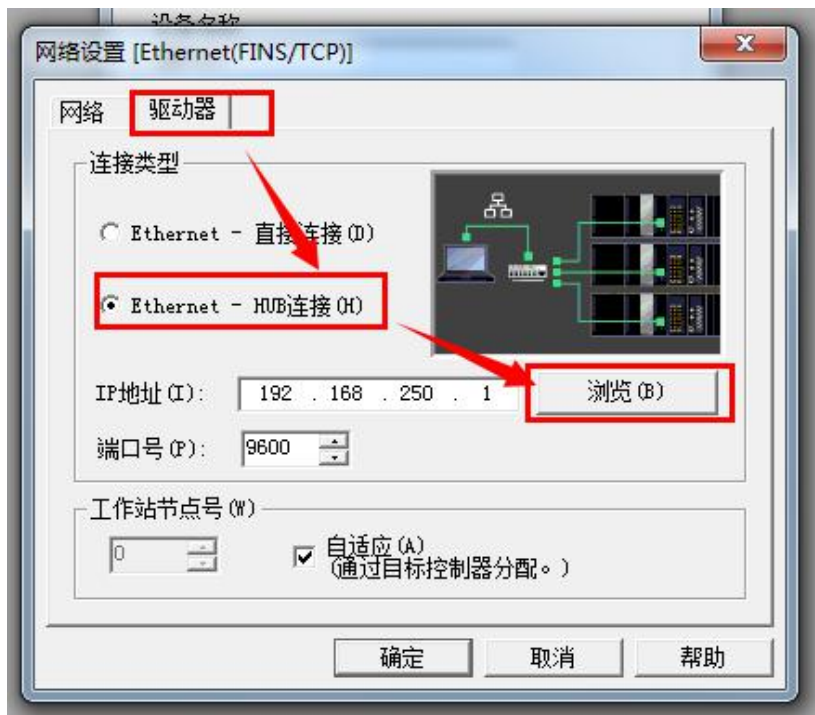 设备名称
网络设置 [Ethernet(FINS/TCP)]
网络 驱动器
连接类型
Ethernet - 直接连接(D)
Ethernet - HUB连接(H)
IP地址(I): 192 . 168 . 250 . 1 浏览(B)
端口号(P): 9600
工作站节点号(W)
0 自适应(A)
(通过目标控制器分配。)
确定 取消 帮助